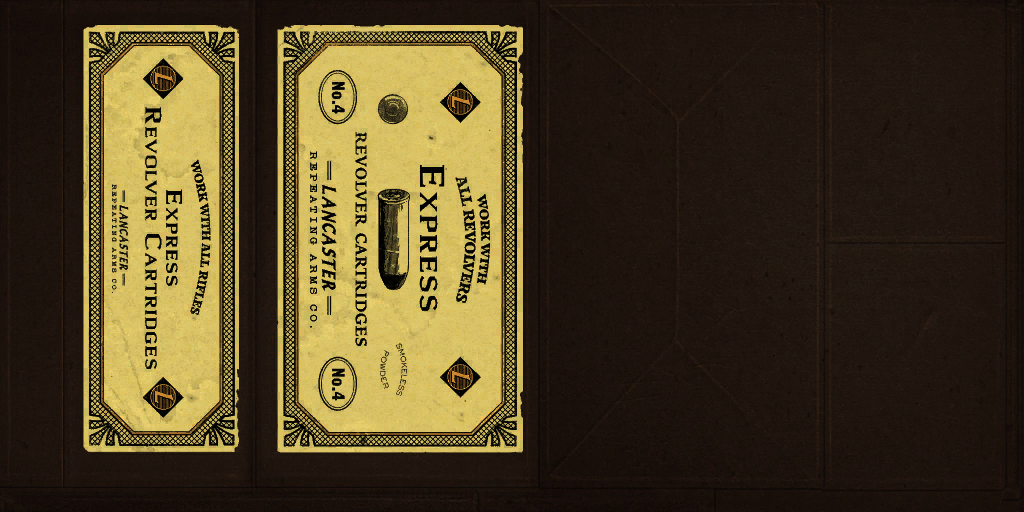 WORK WITH ALL RIFLES
EXPRESS
REVOLVER CARTRIDGES
LANCASTER
REPEATING ARMS CO.
L
L
WORK WITH
ALL REVOLVERS
EXPRESS
SMOKELESS
POWDER
REVOLVER CARTRIDGES
LANCASTER
REPEATING ARMS CO.
No.4
No.4
L
L